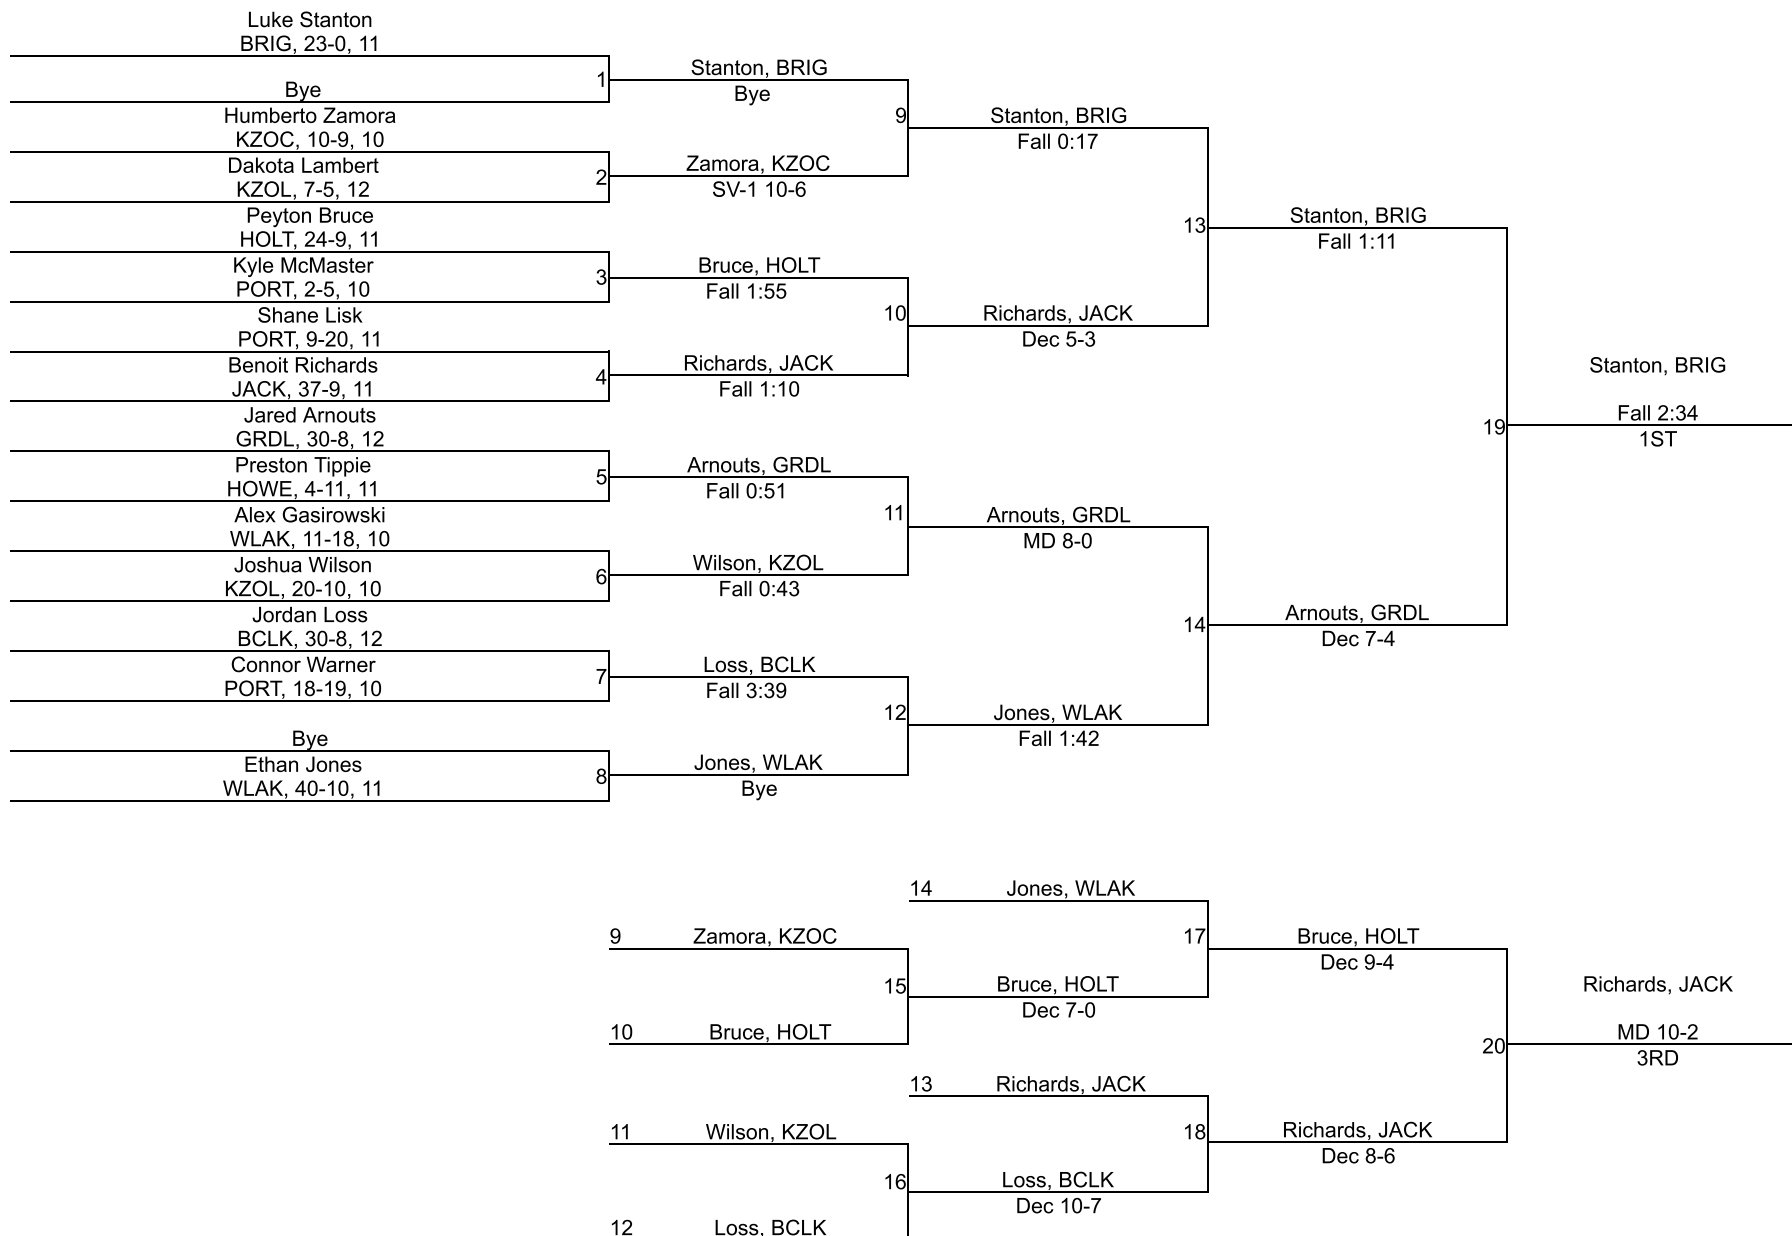 Luke Stanton
BRIG, 23-0, 11
Bye
Humberto Zamora
KZOC, 10-9, 10
Dakota Lambert
KZOL, 7-5, 12
Peyton Bruce
HOLT, 24-9, 11
Kyle McMaster
PORT, 2-5, 10
Shane Lisk
PORT, 9-20, 11
Benoit Richards
JACK, 37-9, 11
Jared Arnouts
GRDL, 30-8, 12
Preston Tippie
HOWE, 4-11, 11
Alex Gasirowski
WLAK, 11-18, 10
Joshua Wilson
KZOL, 20-10, 10
Jordan Loss
BCLK, 30-8, 12
Connor Warner
PORT, 18-19, 10
Bye
Ethan Jones
WLAK, 40-10, 11
1
Stanton, BRIG
Bye
2
Zamora, KZOC
SV-1 10-6
3
Bruce, HOLT
Fall 1:55
4
Richards, JACK
Fall 1:10
5
Arnouts, GRDL
Fall 0:51
6
Wilson, KZOL
Fall 0:43
7
Loss, BCLK
Fall 3:39
8
Jones, WLAK
Bye
9
Stanton, BRIG
Fall 0:17
10
Richards, JACK
Dec 5-3
11
Arnouts, GRDL
MD 8-0
12
Jones, WLAK
Fall 1:42
13
Stanton, BRIG
Fall 1:11
14
Arnouts, GRDL
Dec 7-4
19
Stanton, BRIG
Fall 2:34
1ST
9 Zamora, KZOC
10 Bruce, HOLT
11 Wilson, KZOL
12 Loss, BCLK
14 Jones, WLAK
15
Bruce, HOLT
Dec 7-0
13 Richards, JACK
16
Loss, BCLK
Dec 10-7
17
Bruce, HOLT
Dec 9-4
18
Richards, JACK
Dec 8-6
20
Richards, JACK
MD 10-2
3RD